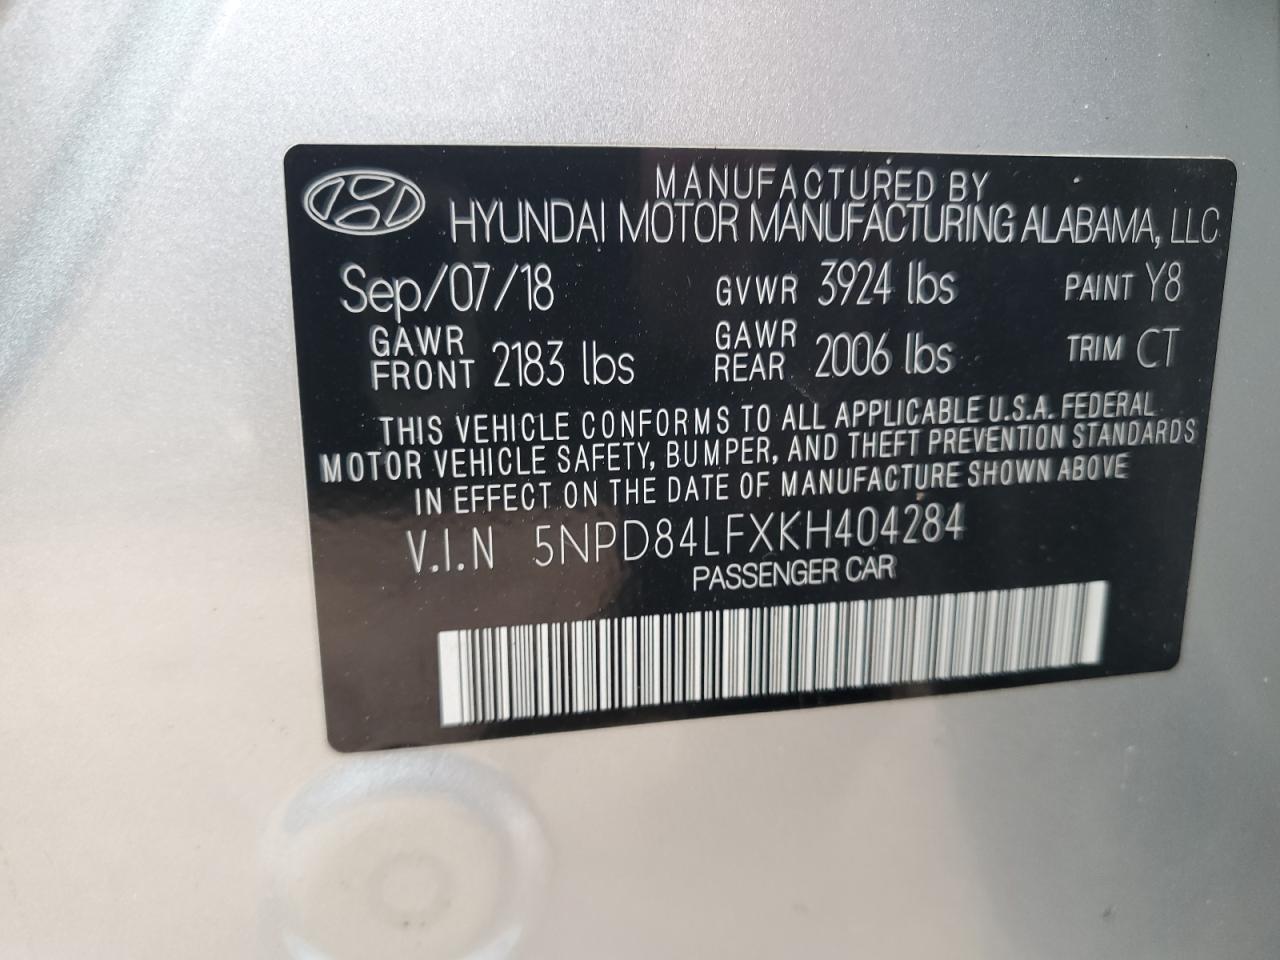 MANUFACTURED BY
HYUNDAI MOTOR MANUFACTURING ALABAMA, LLC
Sep/07/18 GVWR 3924 lbs PAINT Y8
GAWR FRONT 2183 lbs GAWR REAR 2006 lbs TRIM CT
THIS VEHICLE CONFORMS TO ALL APPLICABLE U.S.A. FEDERAL
MOTOR VEHICLE SAFETY, BUMPER, AND THEFT PREVENTION STANDARDS
IN EFFECT ON THE DATE OF MANUFACTURE SHOWN ABOVE
V.I.N 5NPD84LFXKH404284
PASSENGER CAR